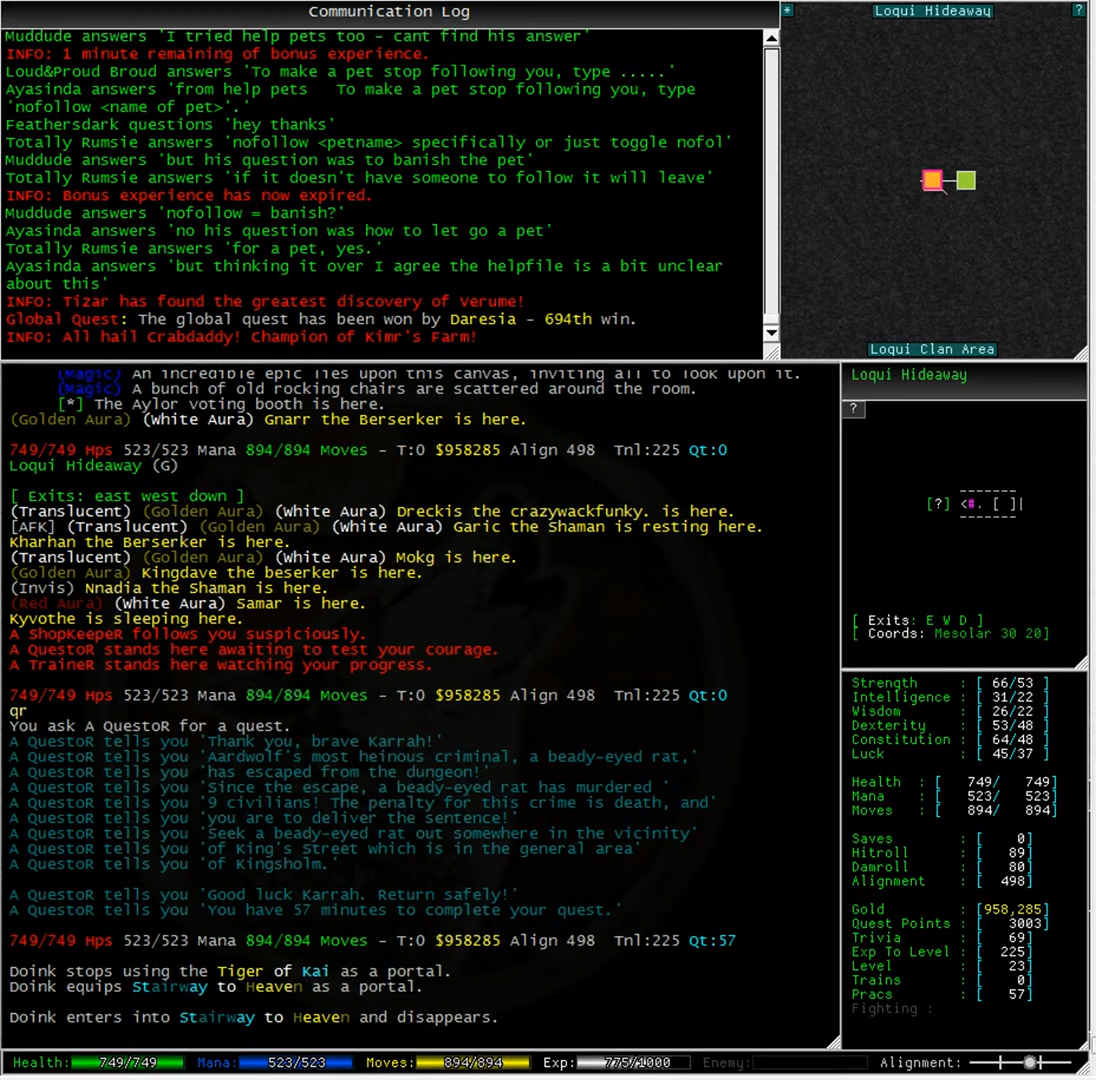 Communication Log
Muddude answers 'I tried help pets too - cant find his answer'
INFO: 1 minute remaining of bonus experience.
Loud&Proud Broud answers 'To make a pet stop following you, type .....'
Ayasinda answers 'from help pets   To make a pet stop following you, type
'nofollow <name of pet>'.'
Feathersdark questions 'hey thanks'
Totally Rumsie answers 'nofollow <petname> specifically or just toggle nofol'
Muddude answers 'but his question was to banish the pet'
Totally Rumsie answers 'if it doesn't have someone to follow it will leave'
INFO: Bonus experience has now expired.
Muddude answers 'nofollow = banish?'
Ayasinda answers 'no his question was how to let go a pet'
Totally Rumsie answers 'for a pet, yes.'
Ayasinda answers 'but thinking it over I agree the helpfile is a bit unclear
about this'
INFO: Tizar has found the greatest discovery of Verume!
Global Quest: The global quest has been won by Daresia - 694th win.
INFO: All hail Crabdaddy! Champion of Kimr's Farm!
* Loqui Hideaway ?
Loqui Clan Area
(Magic) An incredible epic lies upon this canvas, inviting all to look upon it.
(Magic) A bunch of old rocking chairs are scattered around the room.
[*] The Aylor voting booth is here.
(Golden Aura) (White Aura) Gnarr the Berserker is here.
749/749 Hps 523/523 Mana 894/894 Moves - T:0 $958285 Align 498  Tnl:225 Qt:0
Loqui Hideaway (G)
[ Exits: east west down ]
(Translucent) (Golden Aura) (White Aura) Dreckis the crazywackfunky. is here.
[AFK] (Translucent) (Golden Aura) (White Aura) Garic the Shaman is resting here.
Kharhan the Berserker is here.
(Translucent) (Golden Aura) (White Aura) Mokg is here.
(Golden Aura) Kingdave the beserker is here.
(Invis) Nnadia the Shaman is here.
(Red Aura) (White Aura) Samar is here.
Kyvothe is sleeping here.
A ShopKeepeR follows you suspiciously.
A QuestoR stands here awaiting to test your courage.
A TraineR stands here watching your progress.
749/749 Hps 523/523 Mana 894/894 Moves - T:0 $958285 Align 498  Tnl:225 Qt:0
qr
You ask A QuestoR for a quest.
A QuestoR tells you 'Thank you, brave Karrah!'
A QuestoR tells you 'Aardwolf's most heinous criminal, a beady-eyed rat,'
A QuestoR tells you 'has escaped from the dungeon!'
A QuestoR tells you 'Since the escape, a beady-eyed rat has murdered '
A QuestoR tells you '9 civilians! The penalty for this crime is death, and'
A QuestoR tells you 'you are to deliver the sentence!'
A QuestoR tells you 'Seek a beady-eyed rat out somewhere in the vicinity'
A QuestoR tells you 'of King's Street which is in the general area'
A QuestoR tells you 'of Kingsholm.'
A QuestoR tells you 'Good luck Karrah. Return safely!'
A QuestoR tells you 'You have 57 minutes to complete your quest.'
749/749 Hps 523/523 Mana 894/894 Moves - T:0 $958285 Align 498  Tnl:225 Qt:57
Doink stops using the Tiger of Kai as a portal.
Doink equips Stairway to Heaven as a portal.
Doink enters into Stairway to Heaven and disappears.
Loqui Hideaway
?
-------
[?] <#. [ ]|
-------
[ Exits: E W D ]
[ Coords: Mesolar 30 20]
Strength : [ 66/53 ]
Intelligence : [ 31/22 ]
Wisdom : [ 26/22 ]
Dexterity : [ 53/48 ]
Constitution : [ 64/48 ]
Luck : [ 45/37 ]
Health : [ 749/ 749]
Mana : [ 523/ 523]
Moves : [ 894/ 894]
Saves : [ 0]
Hitroll : [ 89]
Damroll : [ 80]
Alignment : [ 498]
Gold : [958,285]
Quest Points : [ 3003]
Trivia : [ 69]
Exp To Level : [ 225]
Level : [ 23]
Trains : [ 0]
Pracs : [ 57]
Fighting :
Health: 749/749 Mana: 523/523 Moves: 894/894 Exp: 775/1000 Enemy: Alignment: